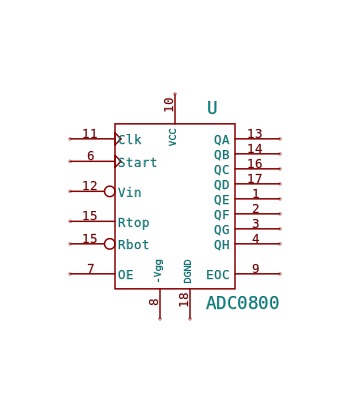 10
U
VCC
11 Clk QA 13
QB 14
6 Start QC 16
QD 17
12 Vin QE 1
QF 2
15 Rtop QG 3
15 Rbot QH 4
7 OE -Vgg DGND EOC 9
8 18 ADC0800